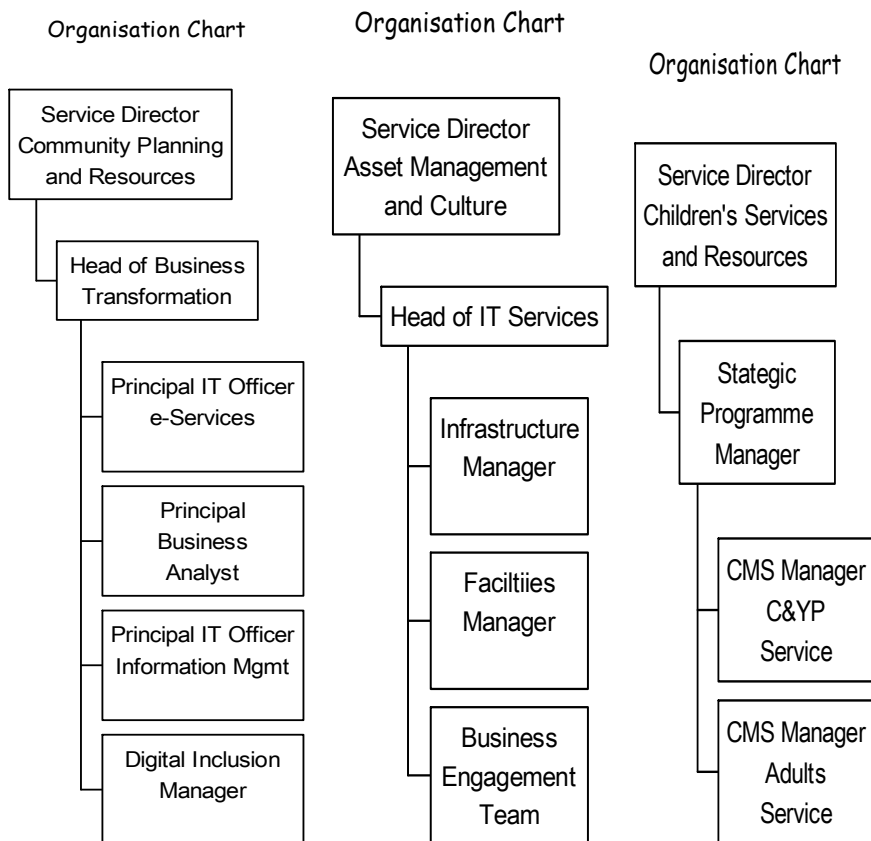 Organisation Chart
Service Director
Community Planning
and Resources
Head of Business
Transformation
Principal IT Officer
e-Services
Principal
Business
Analyst
Principal IT Officer
Information Mgmt
Digital Inclusion
Manager
Organisation Chart
Service Director
Asset Management
and Culture
Head of IT Services
Infrastructure
Manager
Faciltiies
Manager
Business
Engagement
Team
Organisation Chart
Service Director
Children's Services
and Resources
Stategic
Programme
Manager
CMS Manager
C&YP
Service
CMS Manager
Adults
Service